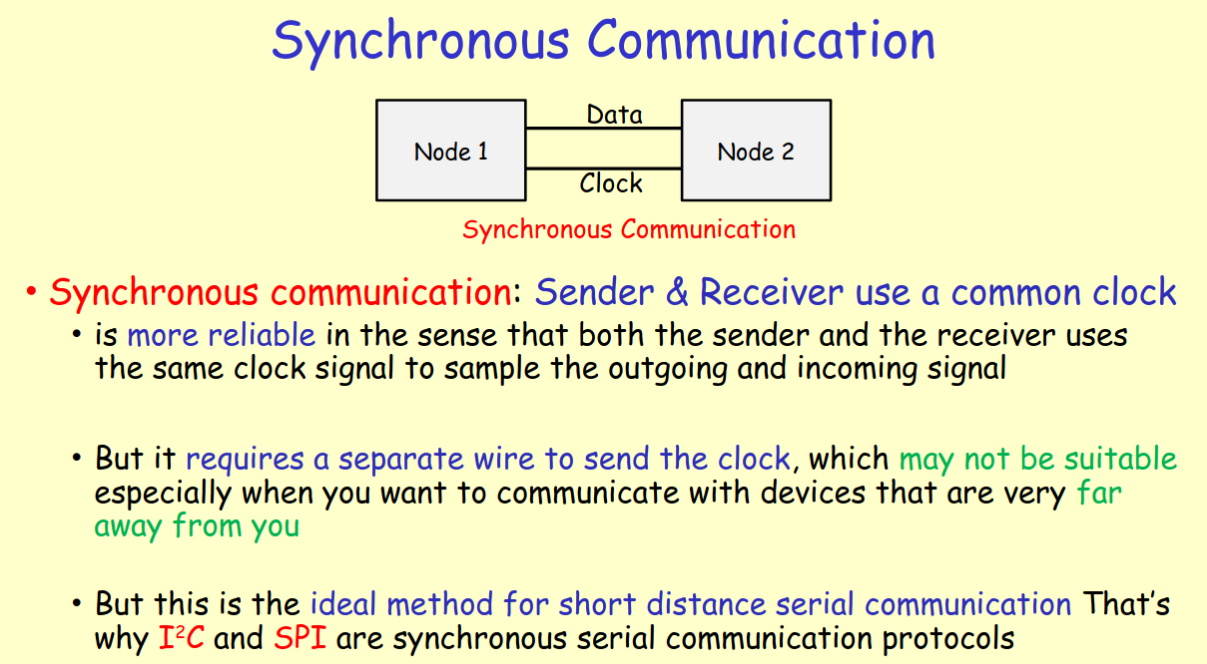 Synchronous Communication
Data
Node 1
Node 2
Clock
Synchronous Communication
• Synchronous communication: Sender & Receiver use a common clock
• is more reliable in the sense that both the sender and the receiver uses
the same clock signal to sample the outgoing and incoming signal
• But it requires a separate wire to send the clock, which may not be suitable
especially when you want to communicate with devices that are very far
away from you
• But this is the ideal method for short distance serial communication That's
why I²C and SPI are synchronous serial communication protocols